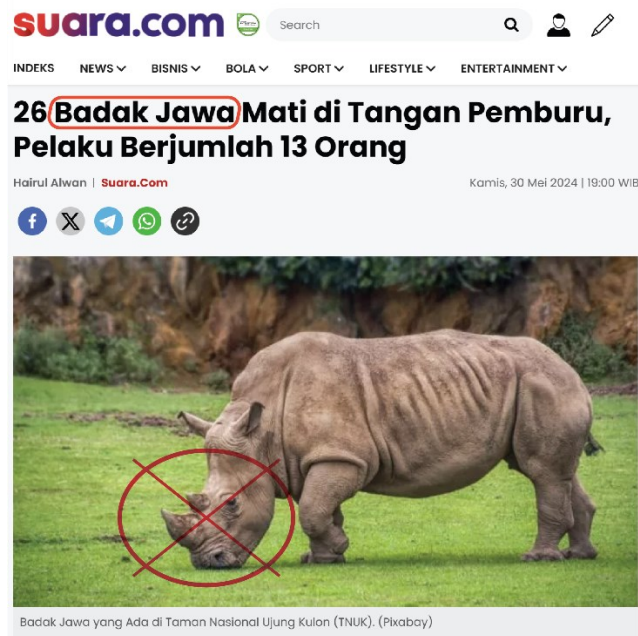 suara.com
Search
INDEKS NEWS BISNIS BOLA SPORT LIFESTYLE ENTERTAINMENT
26 Badak Jawa Mati di Tangan Pemburu,
Pelaku Berjumlah 13 Orang
Hairul Alwan | Suara.Com
Kamis, 30 Mei 2024 | 19:00 WIB
Badak Jawa yang Ada di Taman Nasional Ujung Kulon (TNUK). (Pixabay)